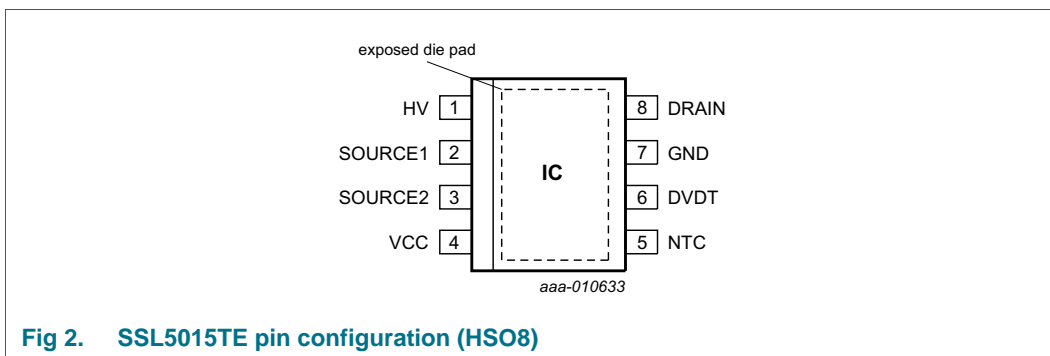 exposed die pad
HV 1 8 DRAIN
SOURCE1 2 7 GND
IC
SOURCE2 3 6 DVDT
VCC 4 5 NTC
aaa-010633
Fig 2. SSL5015TE pin configuration (HSO8)